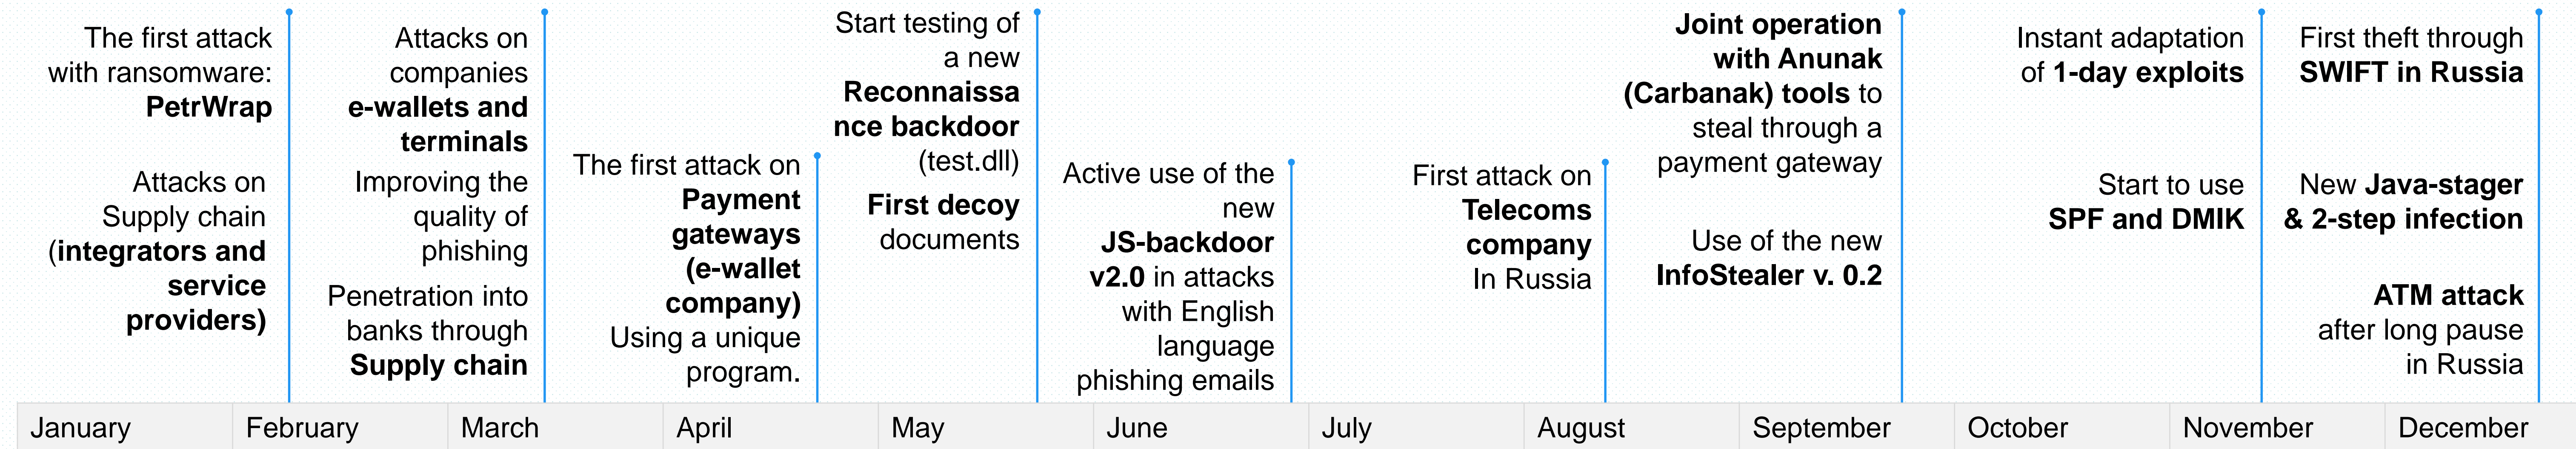 The first attack
with ransomware:
PetrWrap
Attacks on
Supply chain
(integrators and
service
providers)
Attacks on
companies
e-wallets and
terminals
Improving the
quality of
phishing
Penetration into
banks through
Supply chain
The first attack on
Payment
gateways
(e-wallet
company)
Using a unique
program.
Start testing of
a new
Reconnaissa
nce backdoor
(test.dll)
First decoy
documents
Active use of the
new
JS-backdoor
v2.0 in attacks
with English
language
phishing emails
First attack on
Telecoms
company
In Russia
Joint operation
with Anunak
(Carbanak) tools to
steal through a
payment gateway
Use of the new
InfoStealer v. 0.2
Instant adaptation
of 1-day exploits
Start to use
SPF and DMIK
First theft through
SWIFT in Russia
New Java-stager
& 2-step infection
ATM attack
after long pause
in Russia
January
February
March
April
May
June
July
August
September
October
November
December